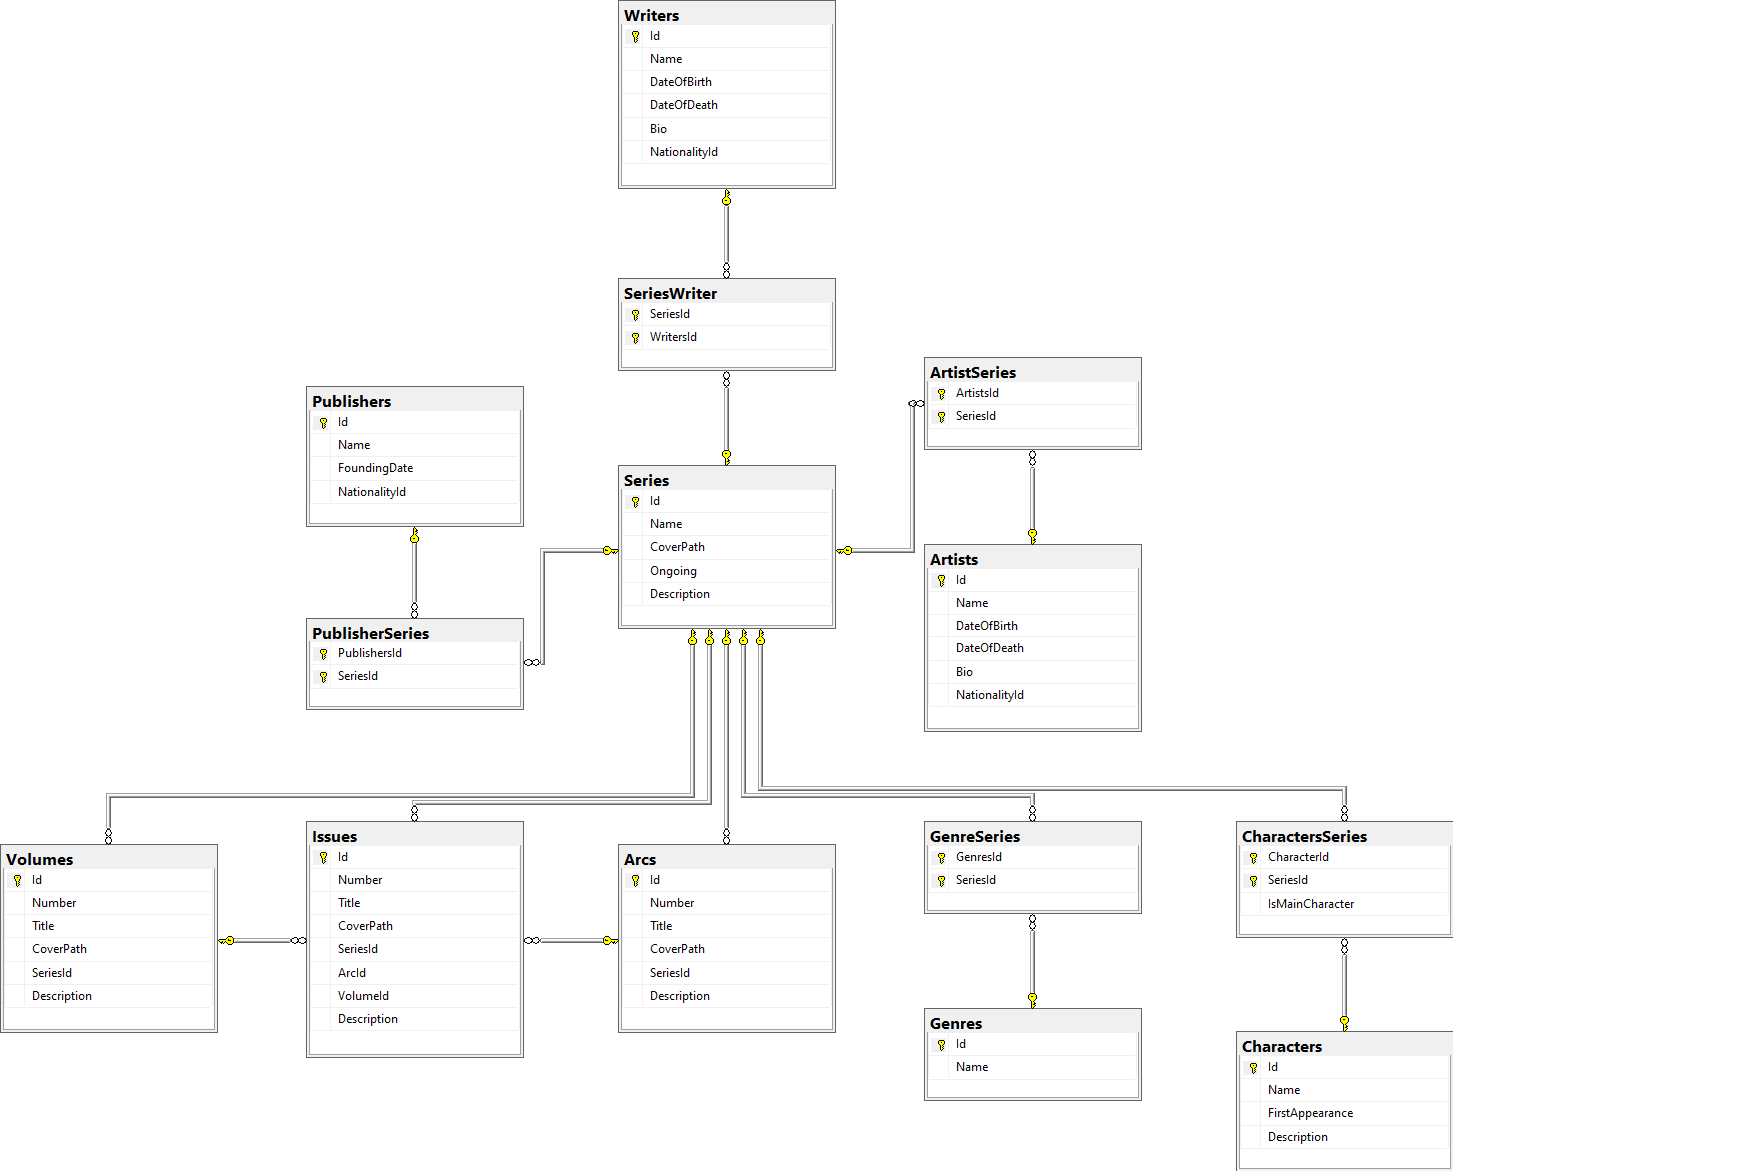 Writers
Id
Name
DateOfBirth
DateOfDeath
Bio
NationalityId
SeriesWriter
SeriesId
WritersId
ArtistSeries
ArtistsId
SeriesId
Publishers
Id
Name
FoundingDate
NationalityId
Series
Id
Name
CoverPath
Ongoing
Description
Artists
Id
Name
DateOfBirth
DateOfDeath
Bio
NationalityId
PublisherSeries
PublishersId
SeriesId
Volumes
Id
Number
Title
CoverPath
SeriesId
Description
Issues
Id
Number
Title
CoverPath
SeriesId
ArcId
VolumeId
Description
Arcs
Id
Number
Title
CoverPath
SeriesId
Description
GenreSeries
GenresId
SeriesId
CharactersSeries
CharacterId
SeriesId
IsMainCharacter
Genres
Id
Name
Characters
Id
Name
FirstAppearance
Description